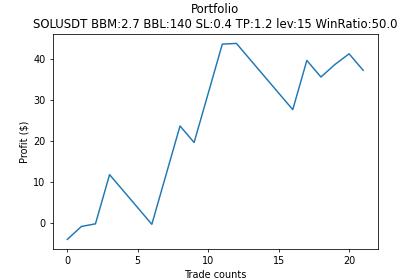 Portfolio
SOLUSDT BBM:2.7 BBL:140 SL:0.4 TP:1.2 lev:15 WinRatio:50.0
40
30
20
10
0
Profit ($)
0 5 10 15 20
Trade counts